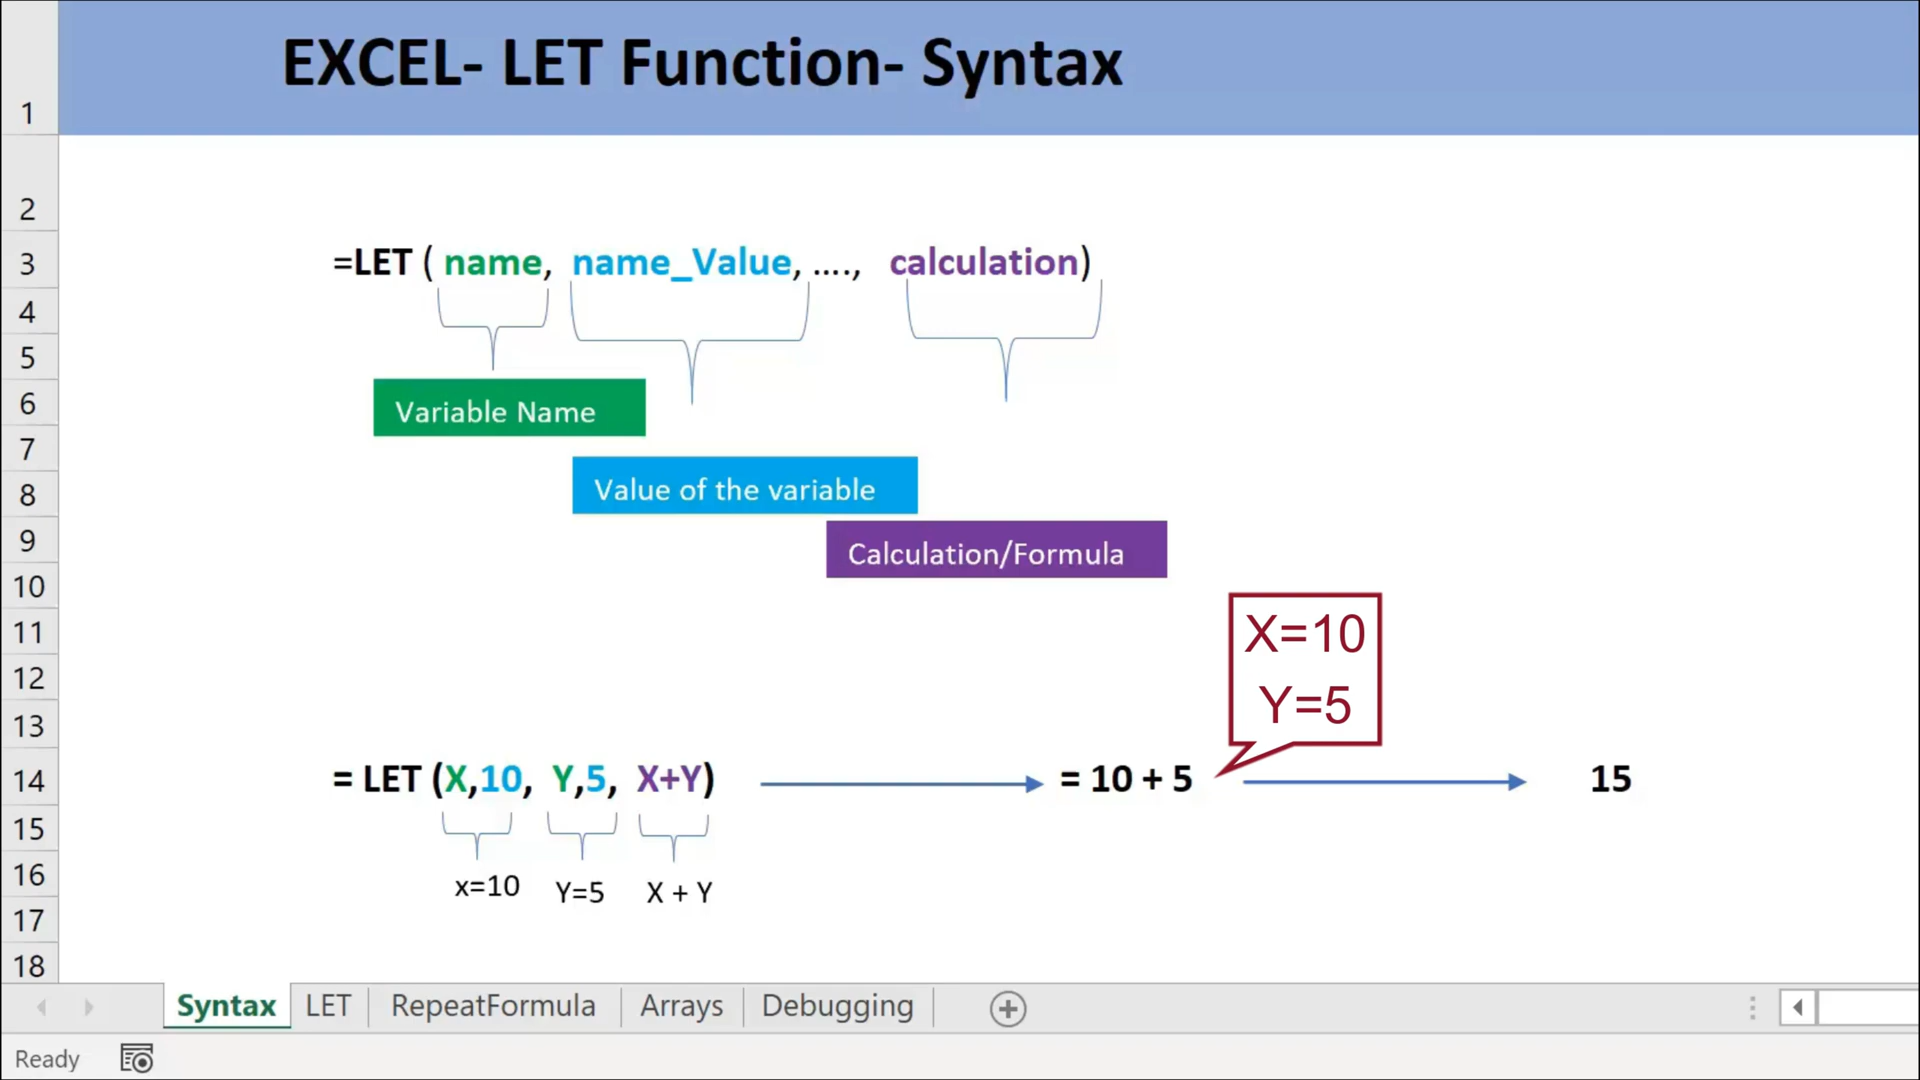 EXCEL- LET Function- Syntax
1
2
3
=LET ( name, name_Value, ...., calculation)
4
5
6
Variable Name
7
8
Value of the variable
9
Calculation/Formula
10
11
X=10
12
13
Y=5
14
= LET (X,10, Y,5, X+Y)
= 10 + 5
15
15
16
x=10 Y=5 X + Y
17
18
Syntax LET RepeatFormula Arrays Debugging
Ready